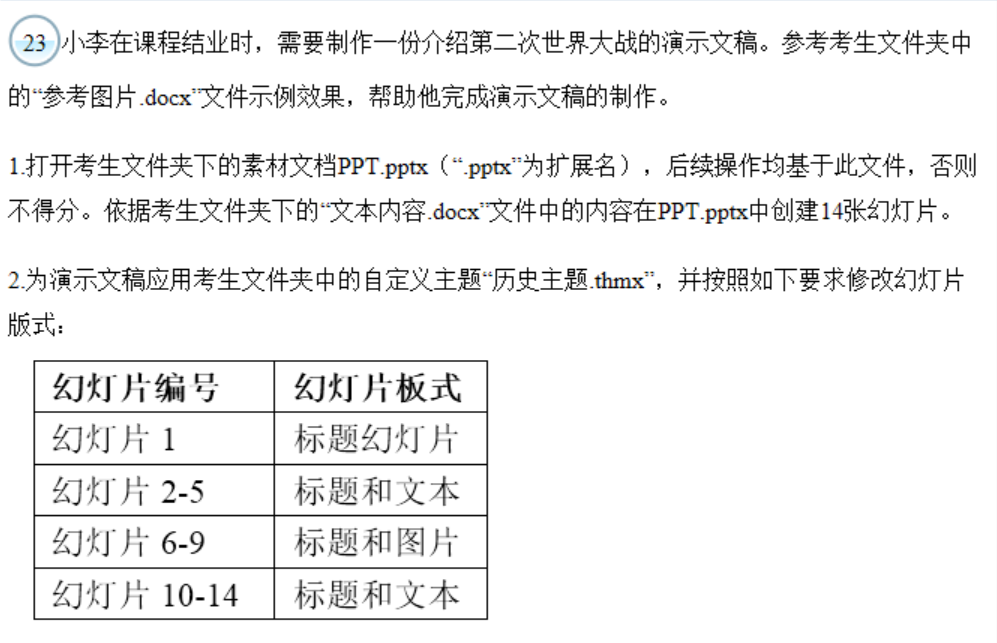 23 小李在课程结业时，需要制作一份介绍第二次世界大战的演示文稿。参考考生文件夹中
的“参考图片.docx”文件示例效果，帮助他完成演示文稿的制作。
1.打开考生文件夹下的素材文档PPT.pptx（“.pptx”为扩展名），后续操作均基于此文件，否则
不得分。依据考生文件夹下的“文本内容.docx”文件中的内容在PPT.pptx中创建14张幻灯片。
2.为演示文稿应用考生文件夹中的自定义主题“历史主题.thmx”，并按照如下要求修改幻灯片
版式：
幻灯片编号 幻灯片板式
幻灯片 1 标题幻灯片
幻灯片 2-5 标题和文本
幻灯片 6-9 标题和图片
幻灯片 10-14 标题和文本